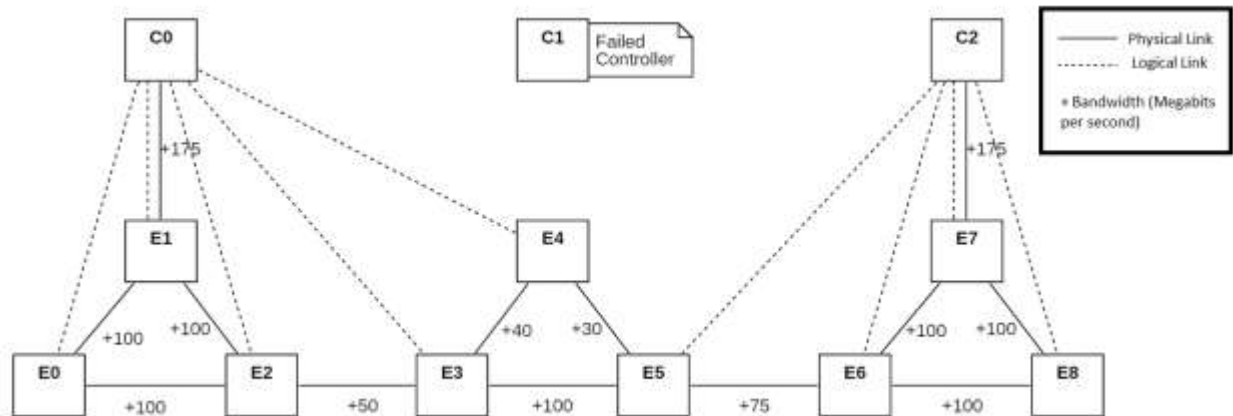 C0
C1
Failed
Controller
C2
Physical Link
Logical Link
+ Bandwidth (Megabits
per second)
+175
+175
E1
E4
E7
+100
+100
+40
+30
+100
+100
E0
E2
E3
E5
E6
E8
+100
+50
+100
+75
+100